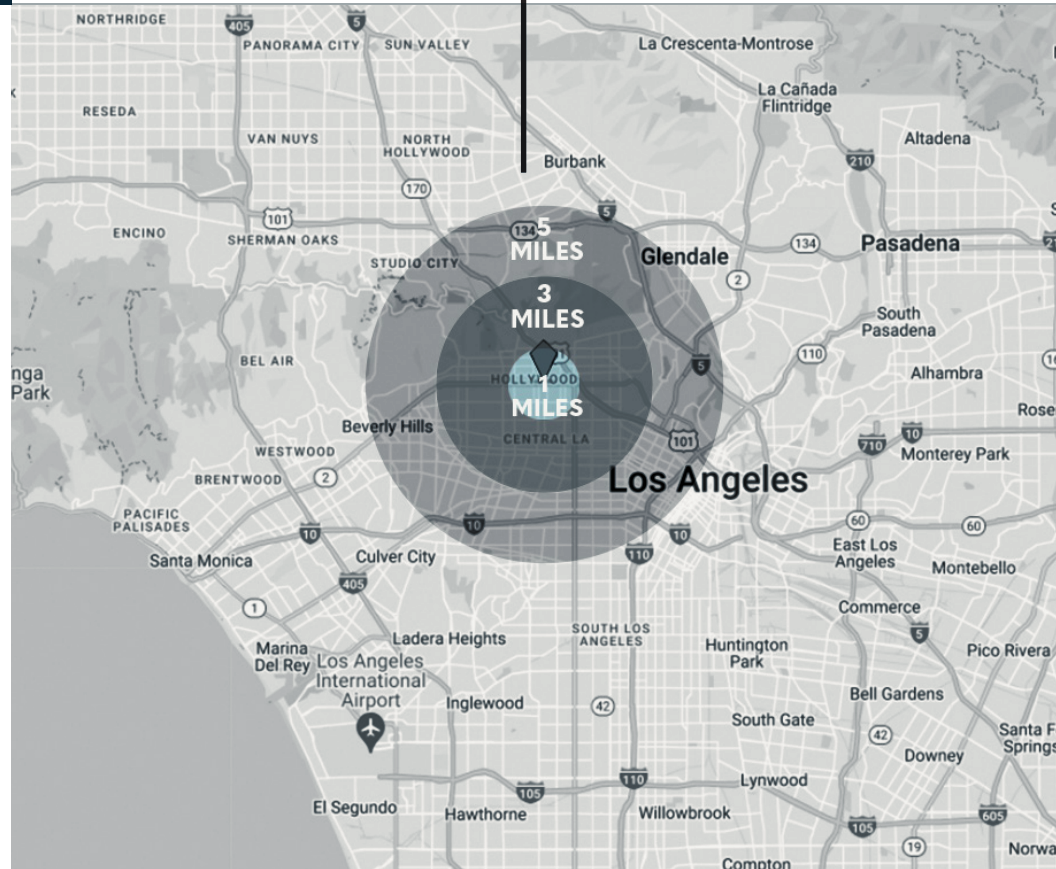 NORTHRIDGE
405
5
PANORAMA CITY
SUN VALLEY
La Crescenta-Montrose
La Cañada
Flintridge
RESEDA
VAN NUYS
NORTH
HOLLYWOOD
Altadena
210
Burbank
170
101
5
ENCINO
SHERMAN OAKS
134
5
MILES
134
Pasadena
STUDIO CITY
Glendale
2
3
MILES
South
Pasadena
110
BEL AIR
5
nga
Park
HOLLYWOOD
1
MILES
Alhambra
Rose
Beverly Hills
CENTRAL LA
101
710
10
Monterey Park
WESTWOOD
BRENTWOOD
2
Los Angeles
PACIFIC
PALISADES
10
10
10
60
60
Santa Monica
Culver City
110
East Los
Angeles
Montebello
405
1
Commerce
SOUTH LOS
ANGELES
5
Marina
Del Rey
Ladera Heights
Huntington
Park
Pico Rivera
Los Angeles
International
Airport
Inglewood
42
Bell Gardens
South Gate
42
Santa F
Springs
Downey
110
Lynwood
105
El Segundo
Hawthorne
Willowbrook
105
605
19
Norwa
Compton